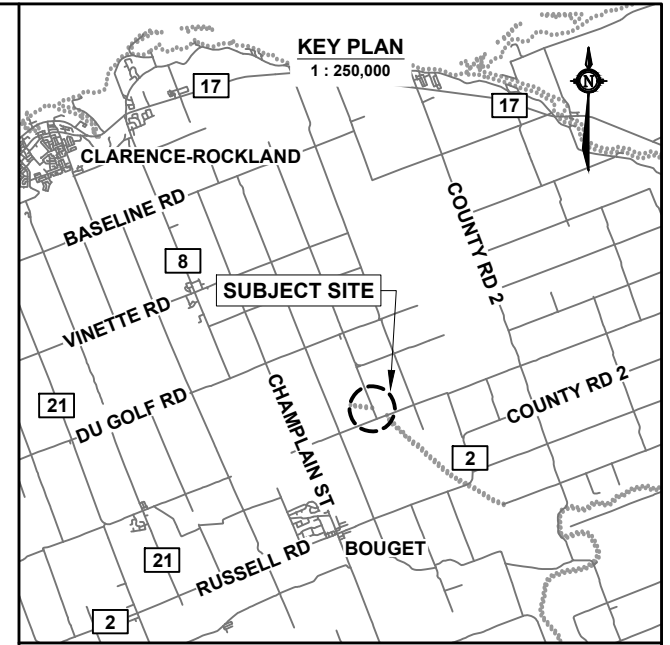 KEY PLAN
1 : 250,000
N
17
17
CLARENCE-ROCKLAND
BASELINE RD
COUNTY RD 2
8
SUBJECT SITE
VINETTE RD
21
DU GOLF RD
CHAMPLAIN ST
COUNTY RD 2
2
21
RUSSELL RD
BOUGET
2